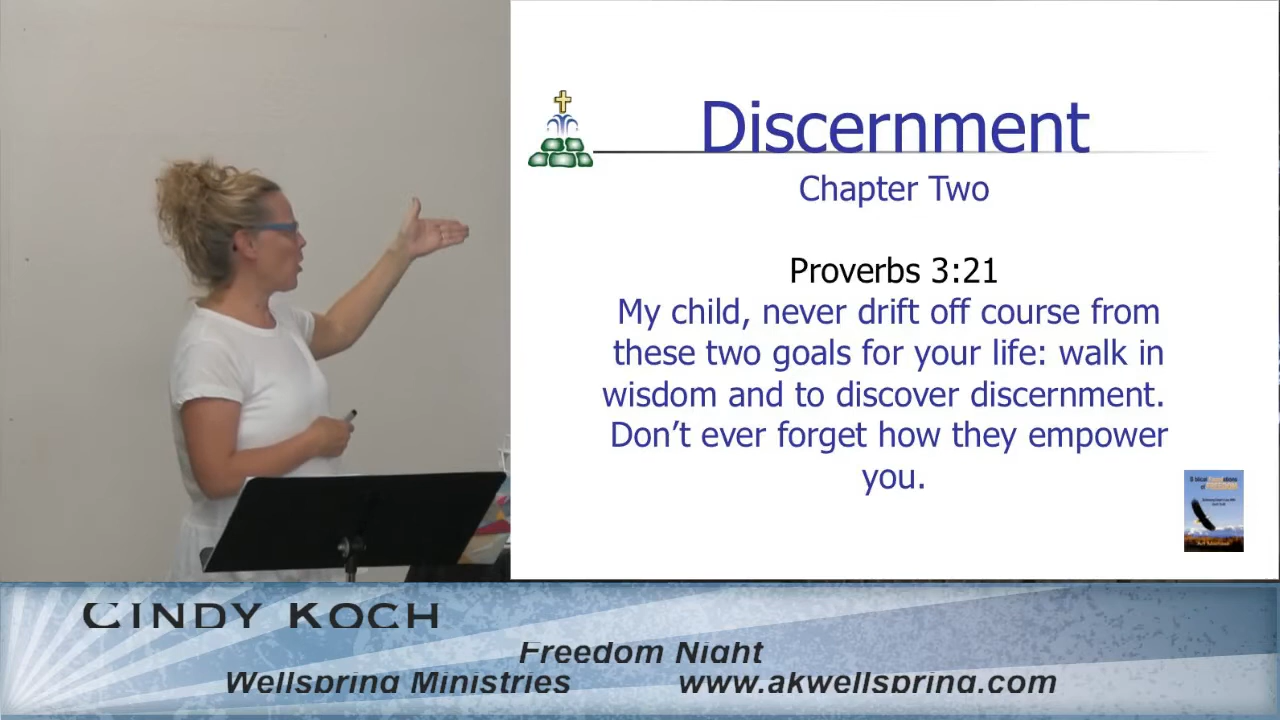 Discernment
Chapter Two
Proverbs 3:21
My child, never drift off course from
these two goals for your life: walk in
wisdom and to discover discernment.
Don’t ever forget how they empower
you.
of FREEDOM
CINDY KOCH
Freedom Night
Wellspring Ministries www.akwellspring.com